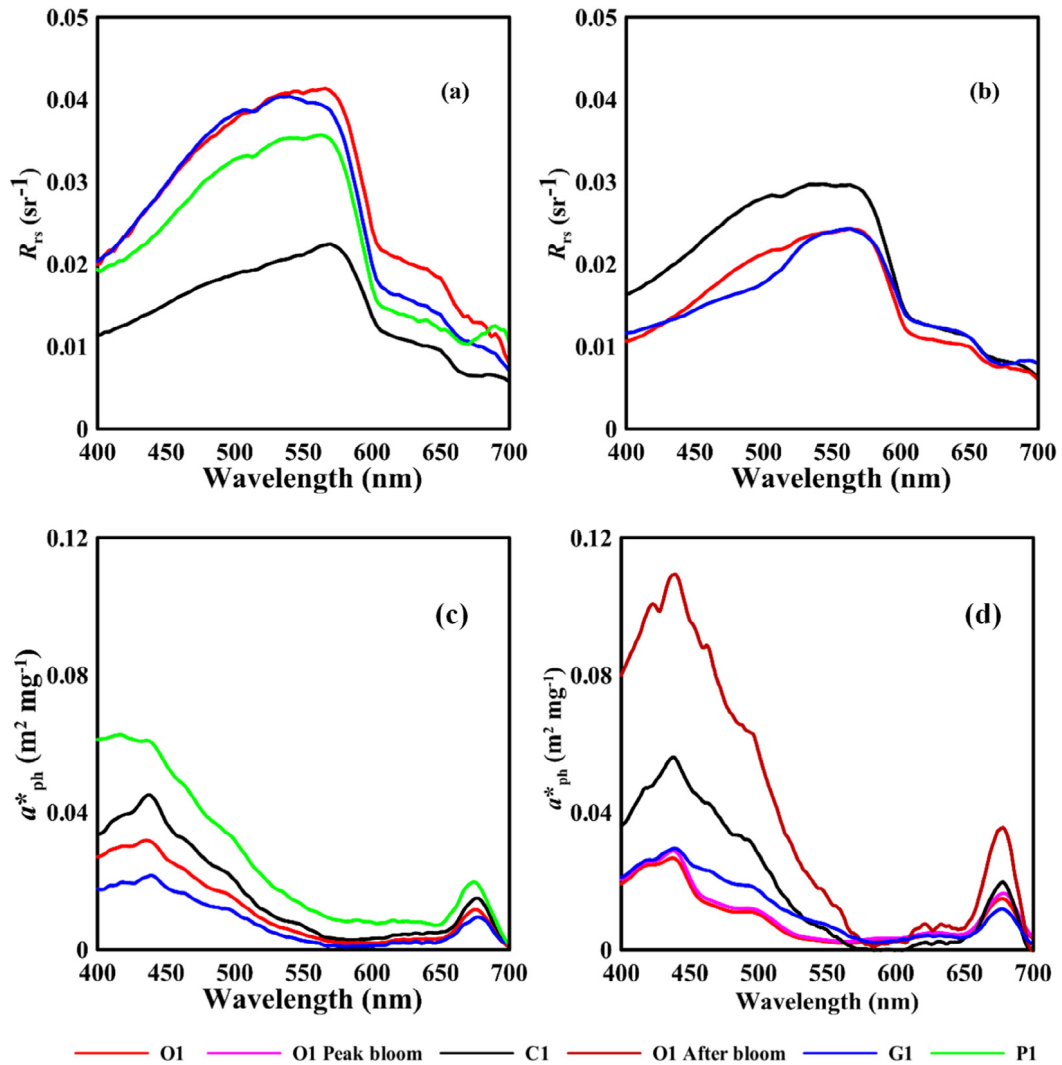 0.05
0.04
0.03
0.02
0.01
0
Rrs (sr-1)
(a)
400 450 500 550 600 650 700
Wavelength (nm)
0.05
0.04
0.03
0.02
0.01
0
Rrs (sr-1)
(b)
400 450 500 550 600 650 700
Wavelength (nm)
0.12
0.08
0.04
0
a*ph (m² mg-1)
(c)
400 450 500 550 600 650 700
Wavelength (nm)
0.12
0.08
0.04
0
a*ph (m² mg-1)
(d)
400 450 500 550 600 650 700
Wavelength (nm)
O1 O1 Peak bloom C1 O1 After bloom G1 P1